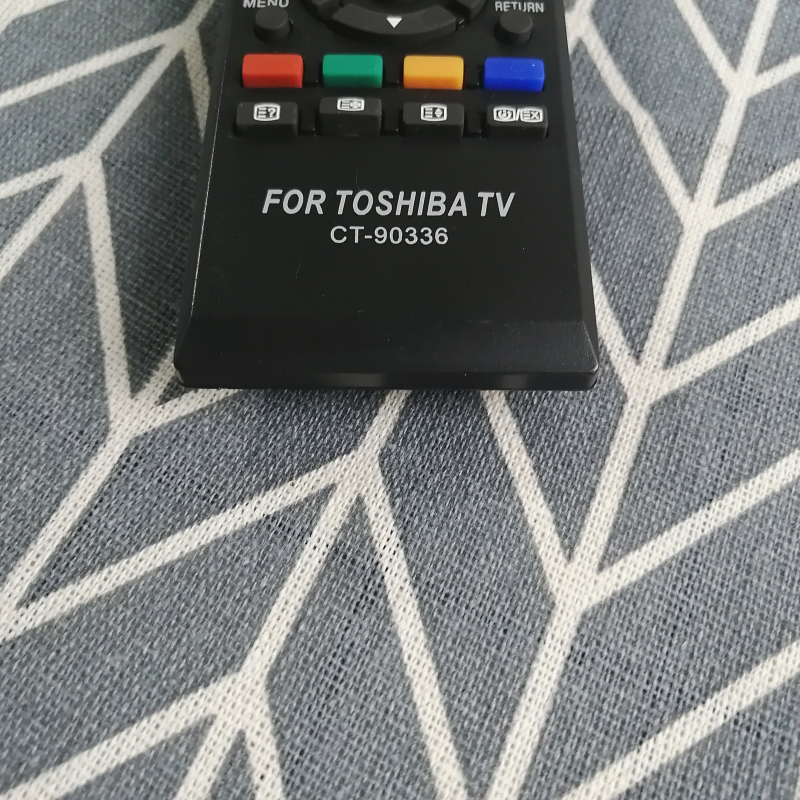 MENU
RETURN
FOR TOSHIBA TV
CT-90336